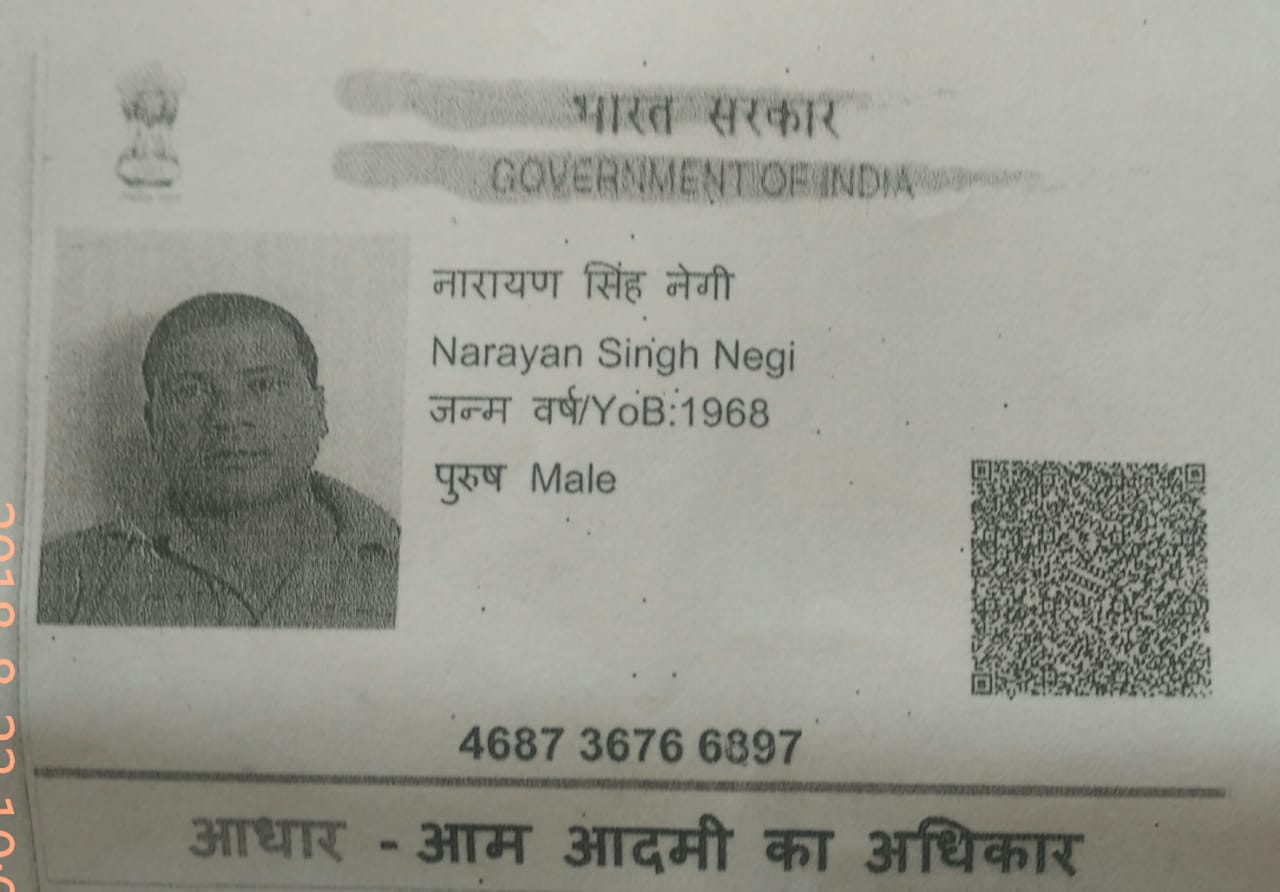 भारत सरकार
GOVERNMENT OF INDIA
नारायण सिंह नेगी
Narayan Singh Negi
जन्म वर्ष/YoB:1968
पुरुष Male
4687 3676 6897
आधार - आम आदमी का अधिकार